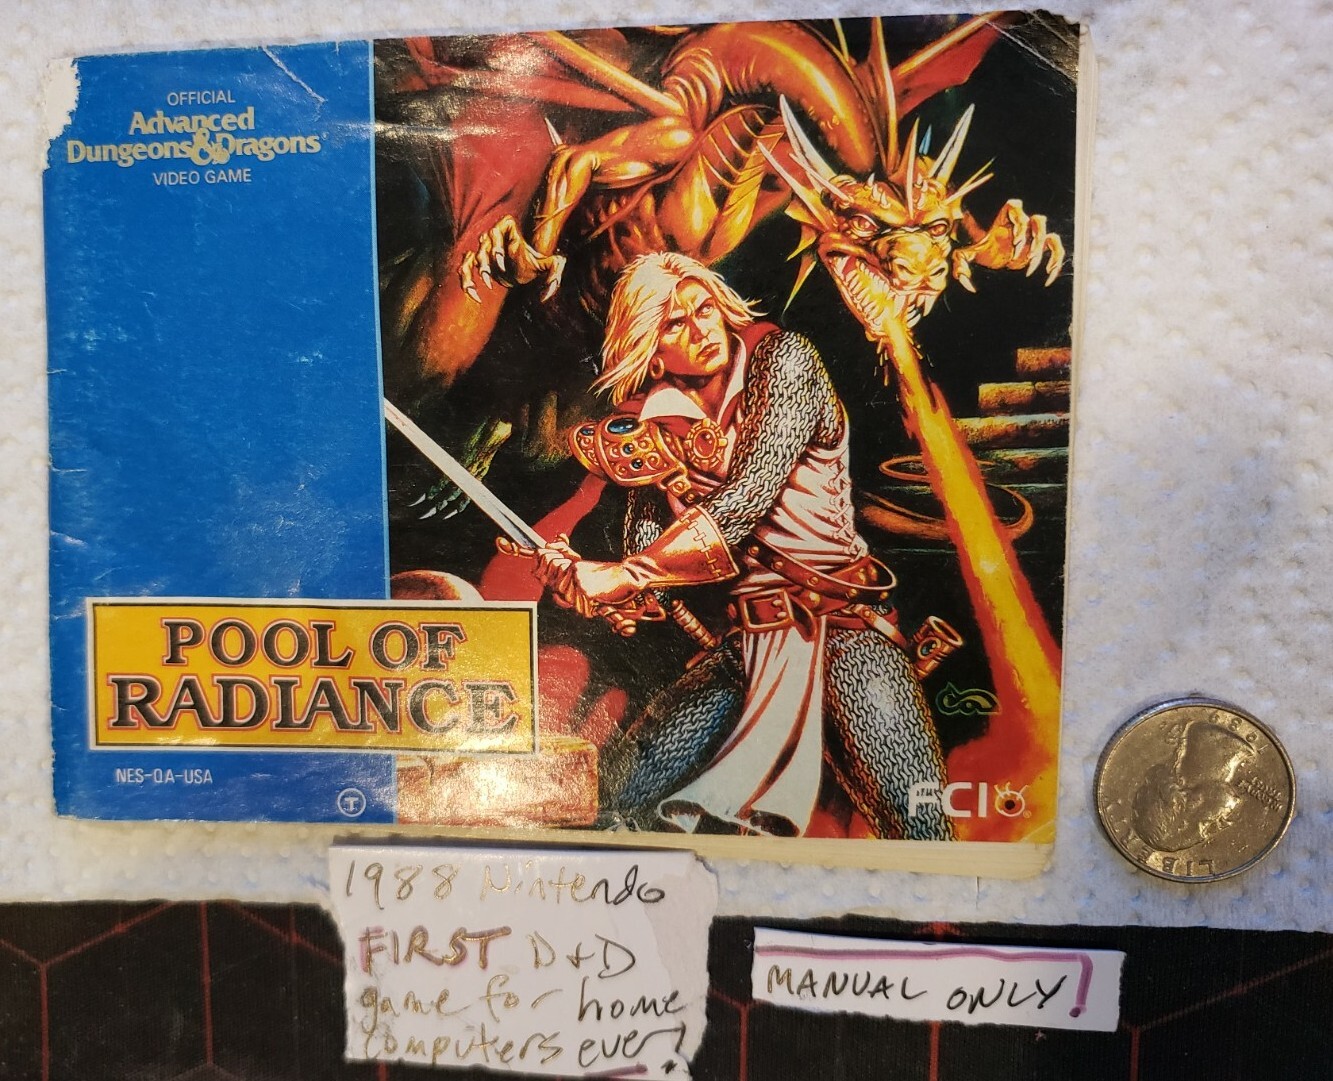 OFFICIAL
Advanced
Dungeons & Dragons
VIDEO GAME
POOL OF
RADIANCE
NES-QA-USA
T
FCI
1988 Nintendo
FIRST D+D
game for home
computers ever!
MANUAL ONLY!
LIBERTY